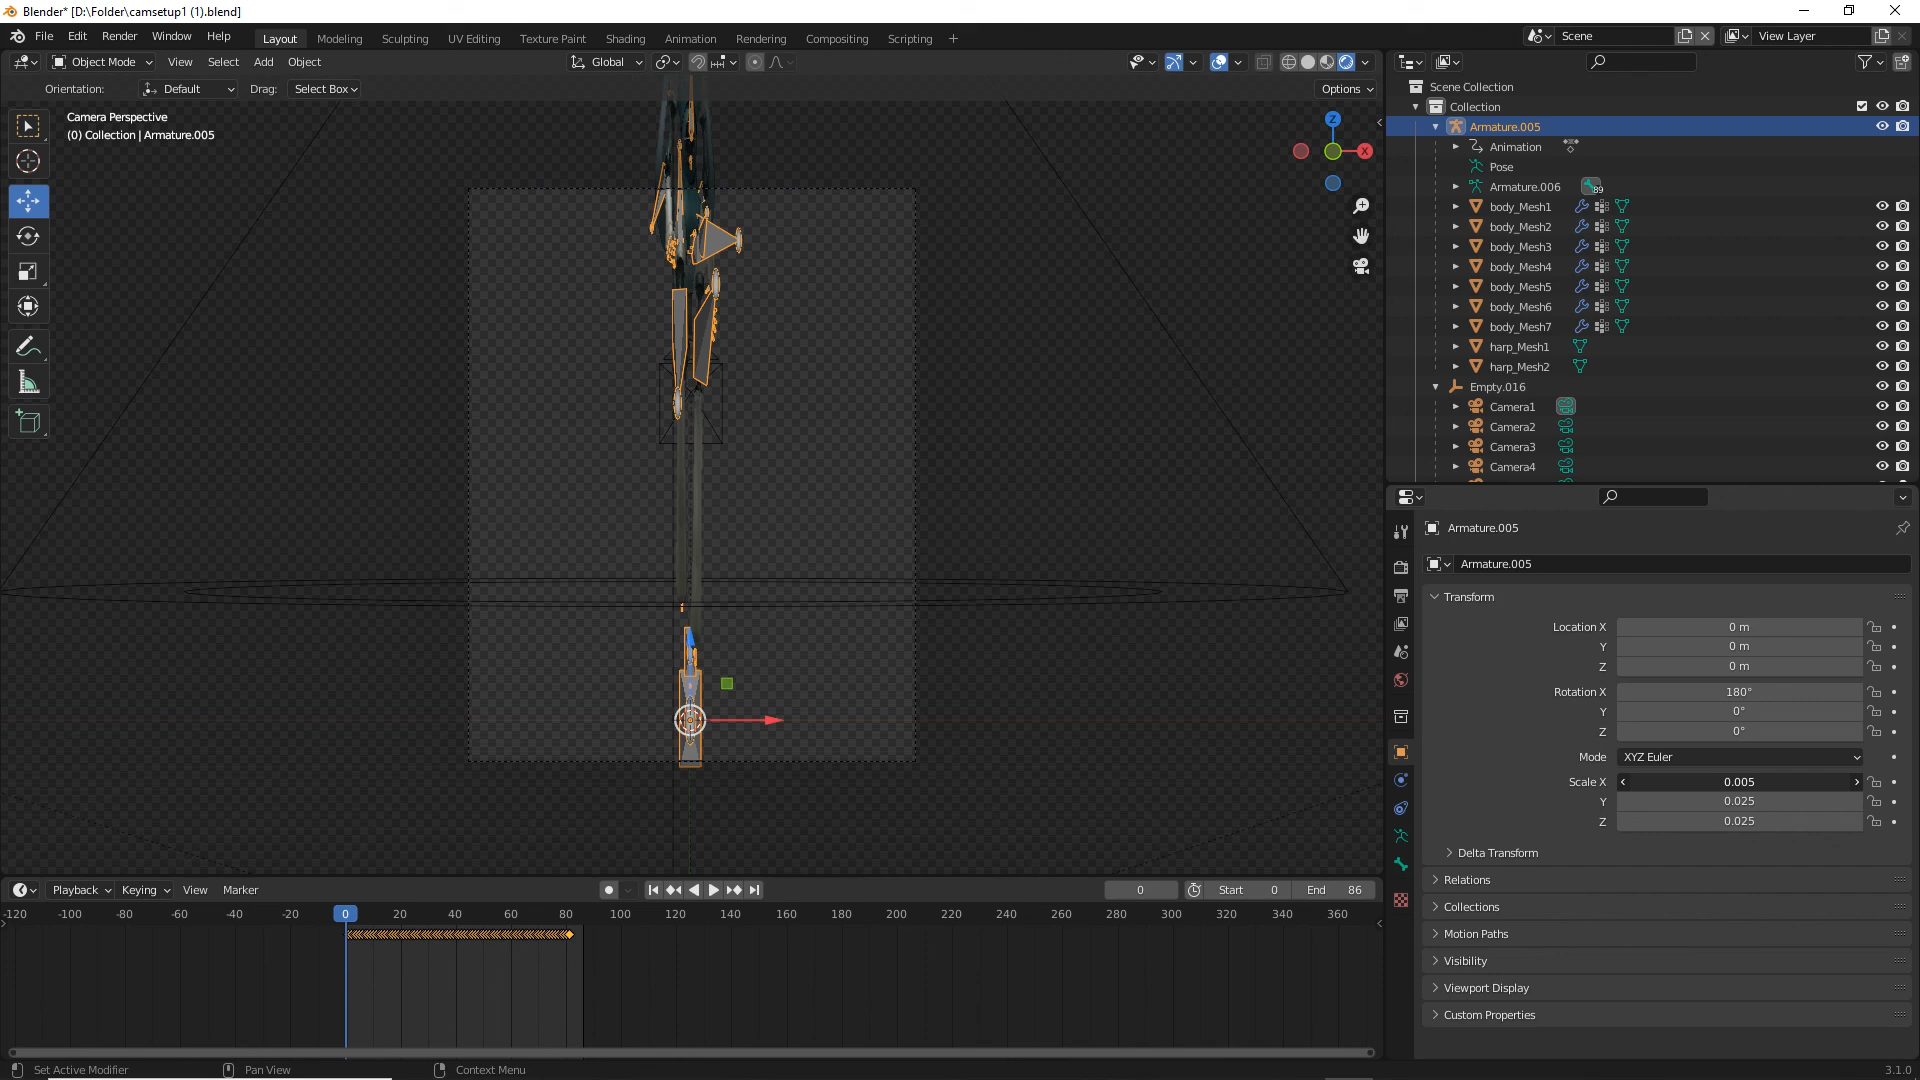 Blender* [D:\Folder\camsetup1 (1).blend]
File Edit Render Window Help
Layout Modeling Sculpting UV Editing Texture Paint Shading Animation Rendering Compositing Scripting
Scene
View Layer
Object Mode View Select Add Object
Global
Orientation: Default Drag: Select Box
Options
Camera Perspective
(0) Collection | Armature.005
Z
X
Scene Collection
Collection
Armature.005
Animation
Pose
Armature.006 89
body_Mesh1
body_Mesh2
body_Mesh3
body_Mesh4
body_Mesh5
body_Mesh6
body_Mesh7
harp_Mesh1
harp_Mesh2
Empty.016
Camera1
Camera2
Camera3
Camera4
Armature.005
Armature.005
Transform
Location X 0 m
Y 0 m
Z 0 m
Rotation X 180°
Y 0°
Z 0°
Mode XYZ Euler
Scale X 0.005
Y 0.025
Z 0.025
Delta Transform
Relations
Collections
Motion Paths
Visibility
Viewport Display
Custom Properties
Playback Keying View Marker
0 Start 0 End 86
-120 -100 -80 -60 -40 -20 0 20 40 60 80 100 120 140 160 180 200 220 240 260 280 300 320 340 360
Set Active Modifier Pan View Context Menu
3.1.0